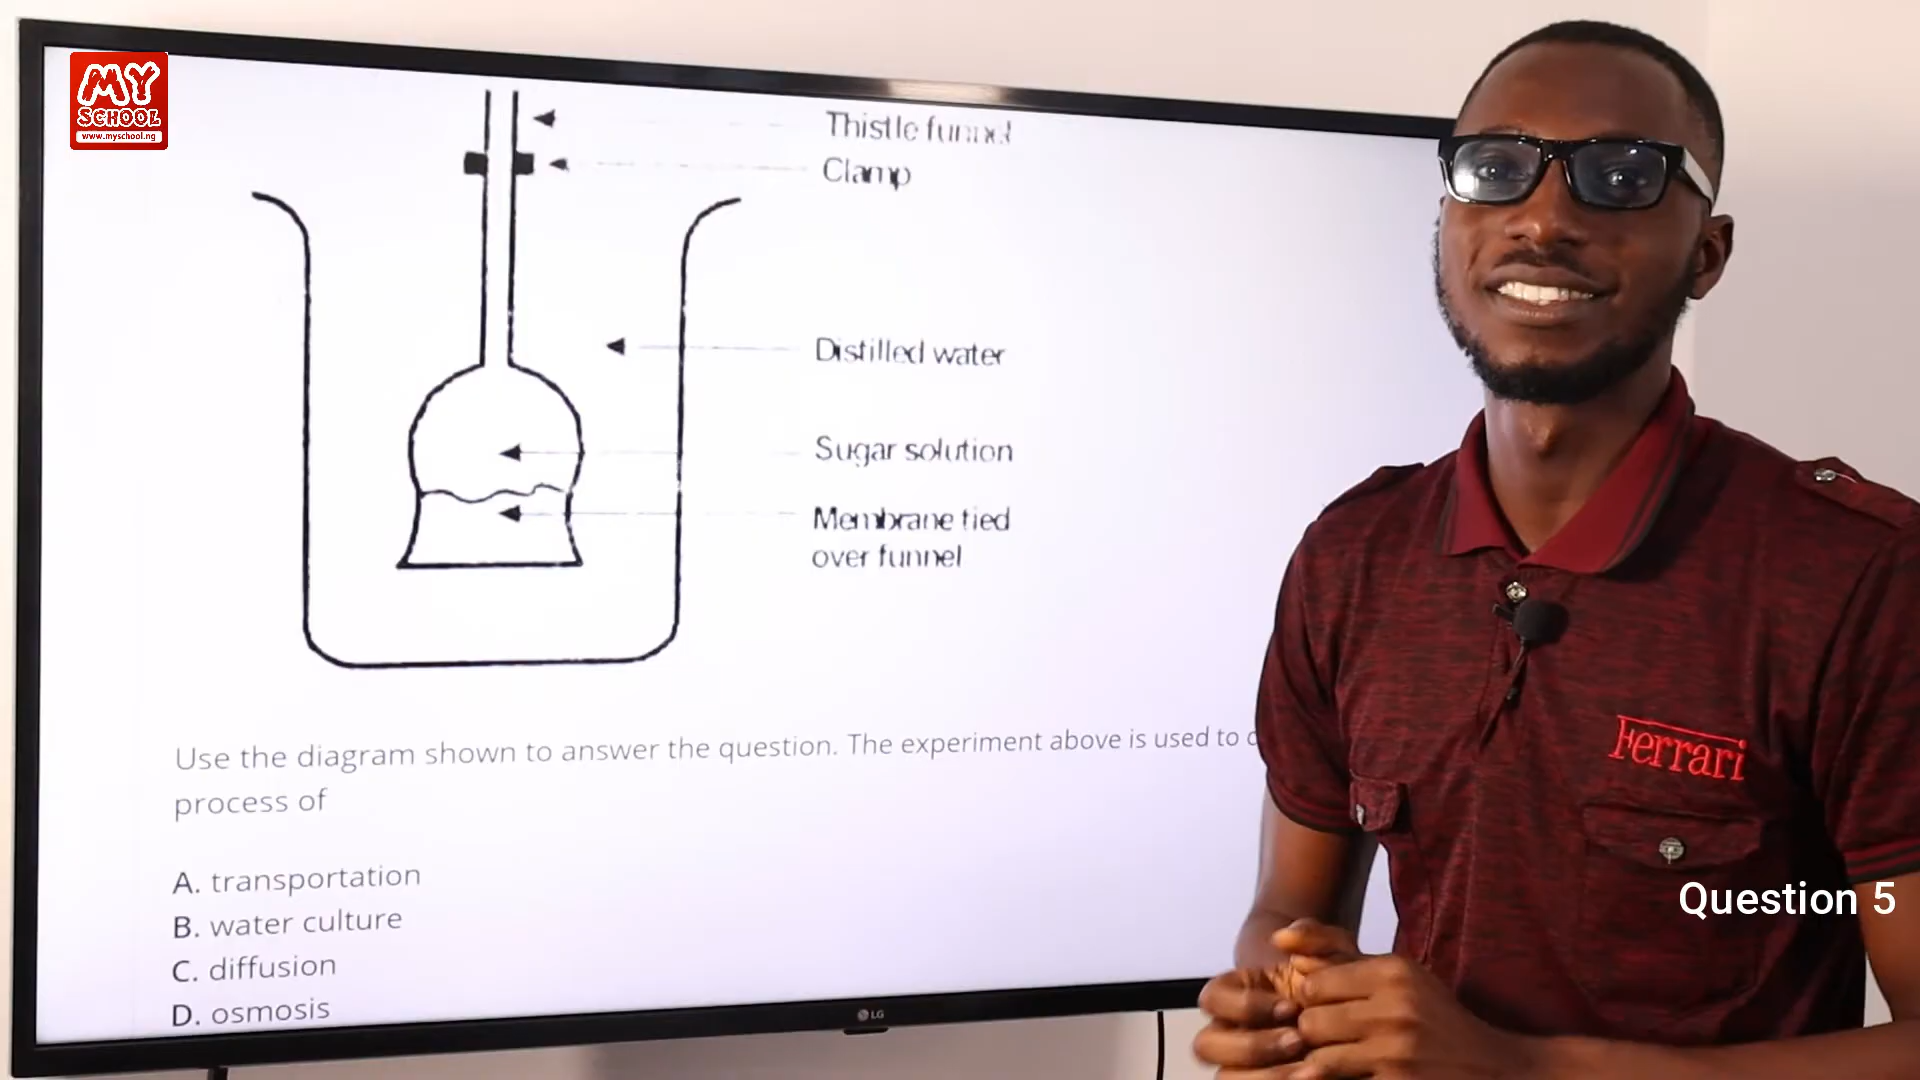 MY
SCHOOL
www.myschool.ng
Thistle funnel
Clamp
Distilled water
Sugar solution
Membrane tied
over funnel
Use the diagram shown to answer the question. The experiment above is used to
process of
A. transportation
B. water culture
C. diffusion
D. osmosis
LG
Ferrari
Question 5